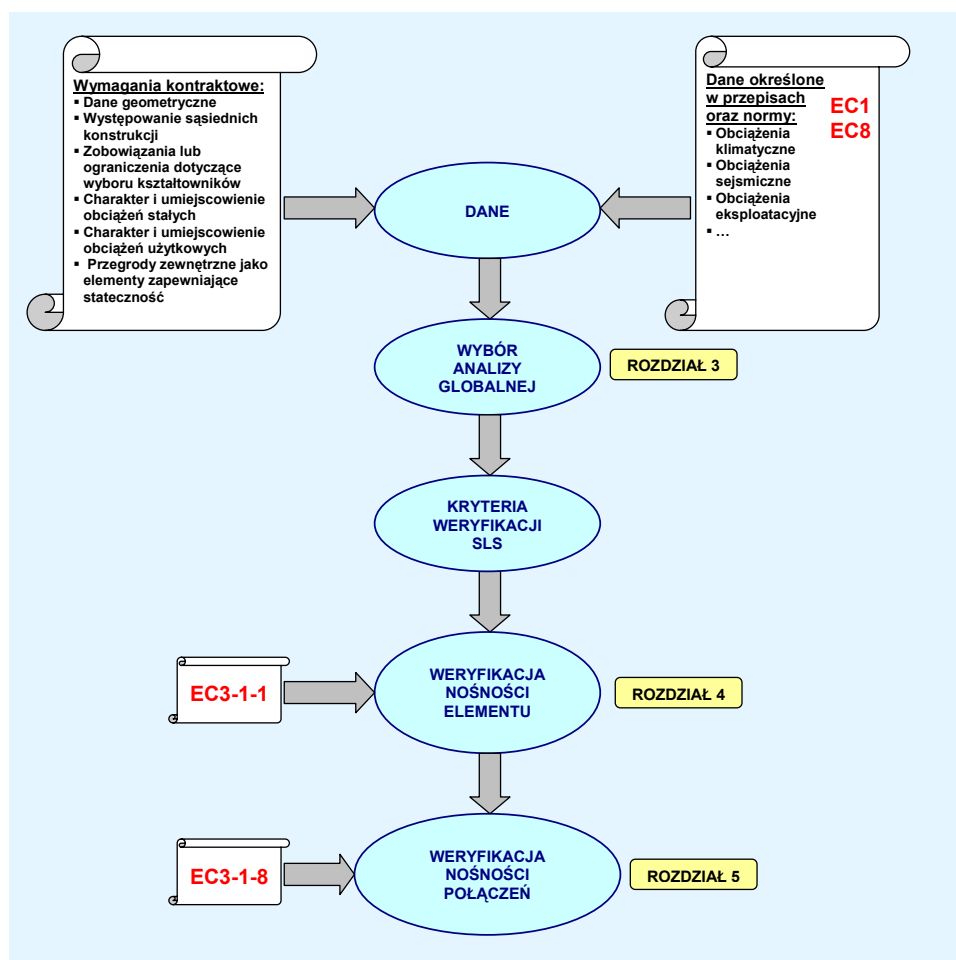 Wymagania kontraktowe:
▪ Dane geometryczne
▪ Występowanie sąsiednich
konstrukcji
▪ Zobowiązania lub
ograniczenia dotyczące
wyboru kształtowników
▪ Charakter i umiejscowienie
obciążeń stałych
▪ Charakter i umiejscowienie
obciążeń użytkowych
▪ Przegrody zewnętrzne jako
elementy zapewniające
stateczność
Dane określone
w przepisach
oraz normy:
EC1
EC8
▪ Obciążenia
klimatyczne
▪ Obciążenia
sejsmiczne
▪ Obciążenia
eksploatacyjne
▪ …
DANE
WYBÓR
ANALIZY
GLOBALNEJ
ROZDZIAŁ 3
KRYTERIA
WERYFIKACJI
SLS
EC3-1-1
WERYFIKACJA
NOŚNOŚCI
ELEMENTU
ROZDZIAŁ 4
EC3-1-8
WERYFIKACJA
NOŚNOŚCI
POŁĄCZEŃ
ROZDZIAŁ 5